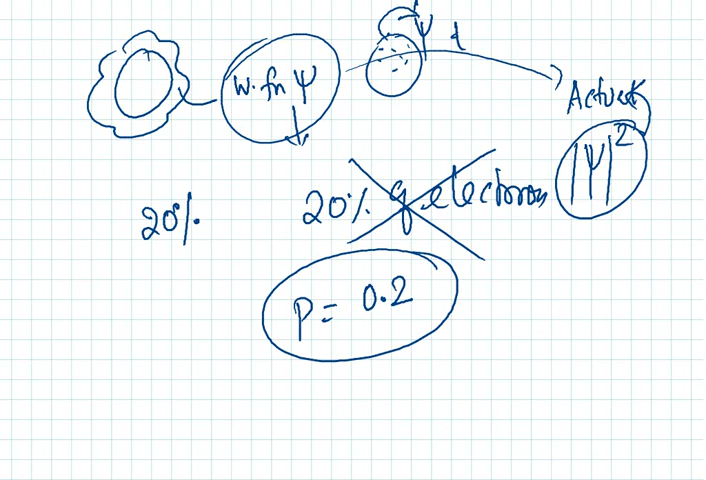 W.fn Ψ
Ψ
Actual
|Ψ|²
20%
20% of electrons
P = 0.2